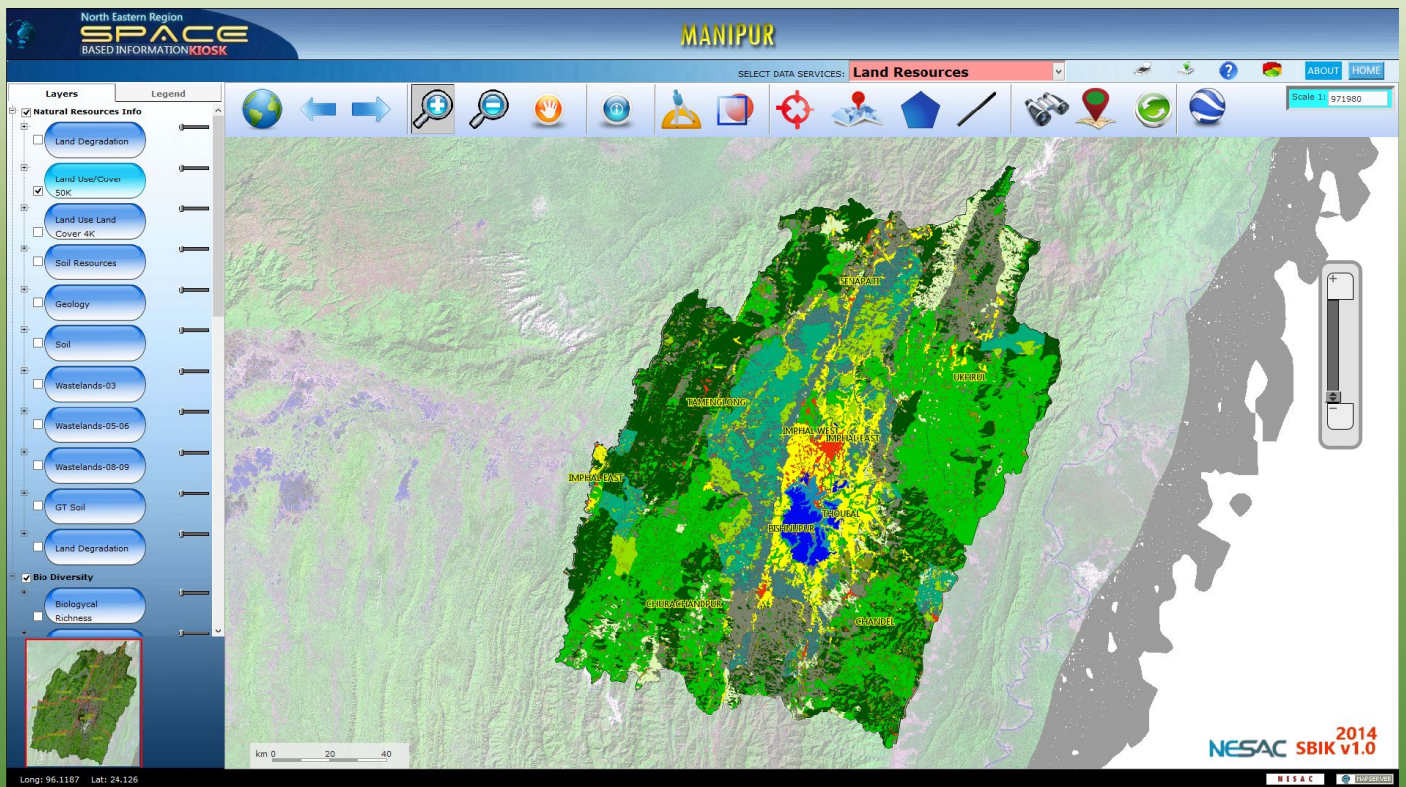 North Eastern Region
SPACE
BASED INFORMATION KIOSK
MANIPUR
SELECT DATA SERVICES: Land Resources
ABOUT HOME
Layers Legend
Scale 1: 971980
Natural Resources Info
Land Degradation
Land Use/Cover
50K
Land Use Land
Cover 4K
Soil Resources
Geology
Soil
Wastelands-03
Wastelands-05-06
Wastelands-08-09
GT Soil
Land Degradation
Bio Diversity
Biologycal
Richness
SENAPATI
UKHRUL
TAMENGLONG
IMPHAL WEST
IMPHAL EAST
IMPHAL EAST
THOUBAL
BISHNUPUR
CHURACHANDPUR
CHANDEL
km 0 20 40
2014
NESAC SBIK v1.0
Long: 96.1187 Lat: 24.126
NESAC MAPSERVER